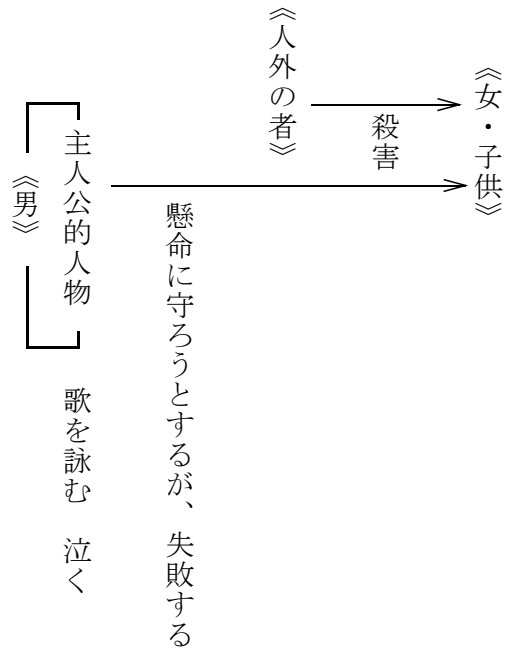 《女・子供》
殺害
《人外の者》
懸命に守ろうとするが、失敗する
主人公的人物　歌を詠む　泣く
《男》